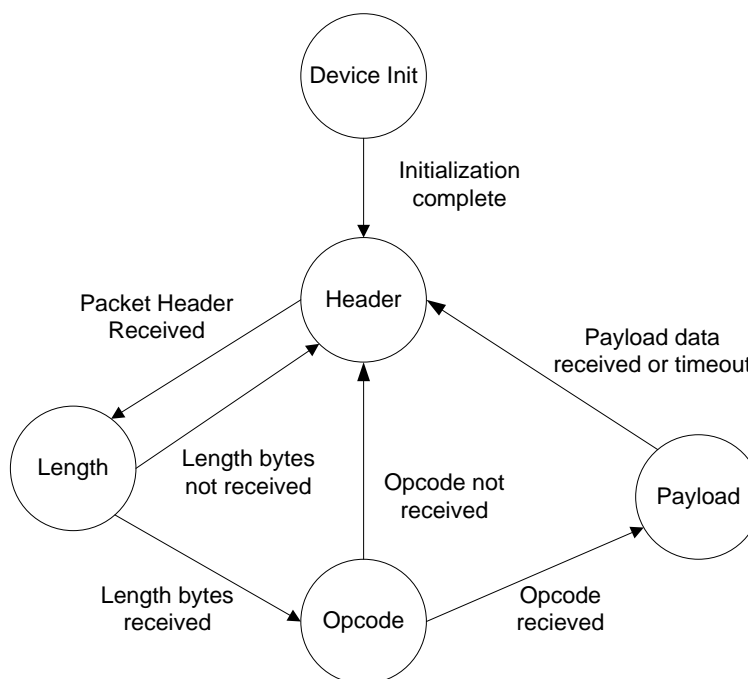 Device Init
Initialization
complete
Header
Packet Header
Received
Payload data
received or timeout
Length
Length bytes
not received
Opcode not
received
Payload
Length bytes
received
Opcode
Opcode
recieved